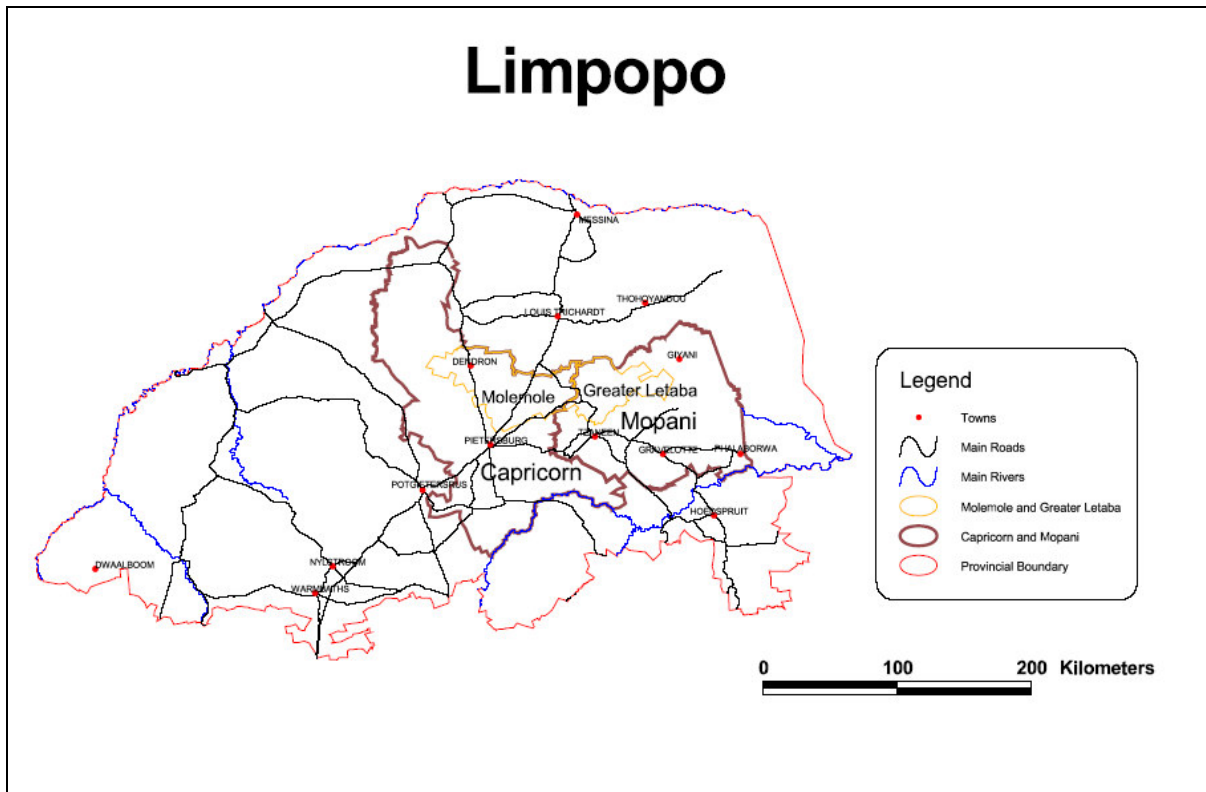 Limpopo
MESSINA
THOHOYANDOU
LOUIS TRICHARDT
GIYANI
DENDRON
Greater Letaba
Molemole
Mopani
TZANEEN
PIETERSBURG
GRAVELOTTE
PHALABORWA
Capricorn
POTGIETERSRUS
HOEDSPRUIT
DWAALBOOM
NYLSTROOM
WARMBATHS
Legend
Towns
Main Roads
Main Rivers
Molemole and Greater Letaba
Capricorn and Mopani
Provincial Boundary
0 100 200 Kilometers